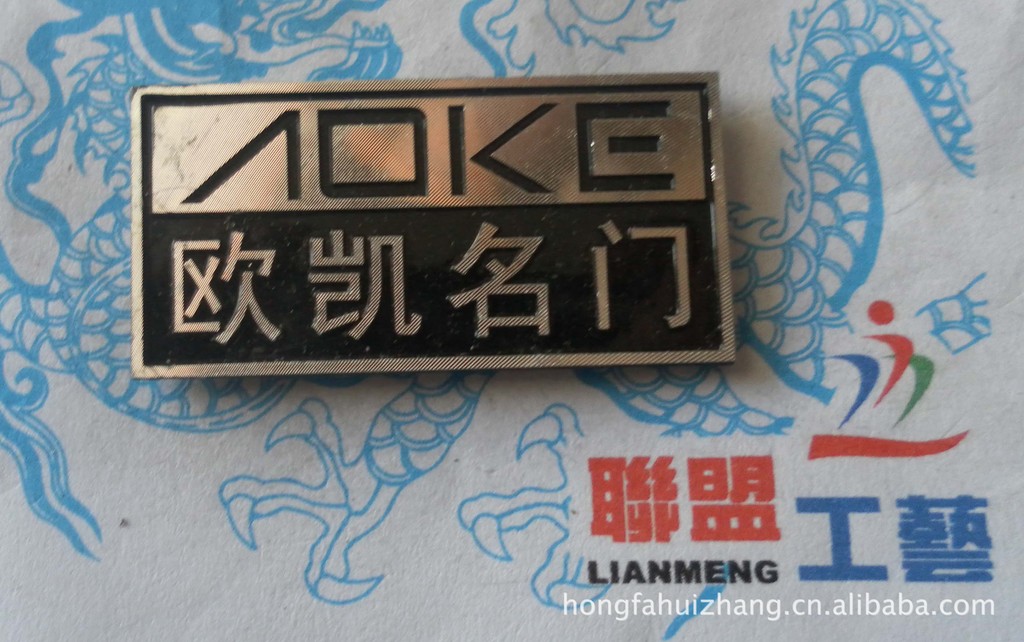 AOKE
欧凯名门
聯盟
LIANMENG
工藝
hongfahuizhang.cn.alibaba.com